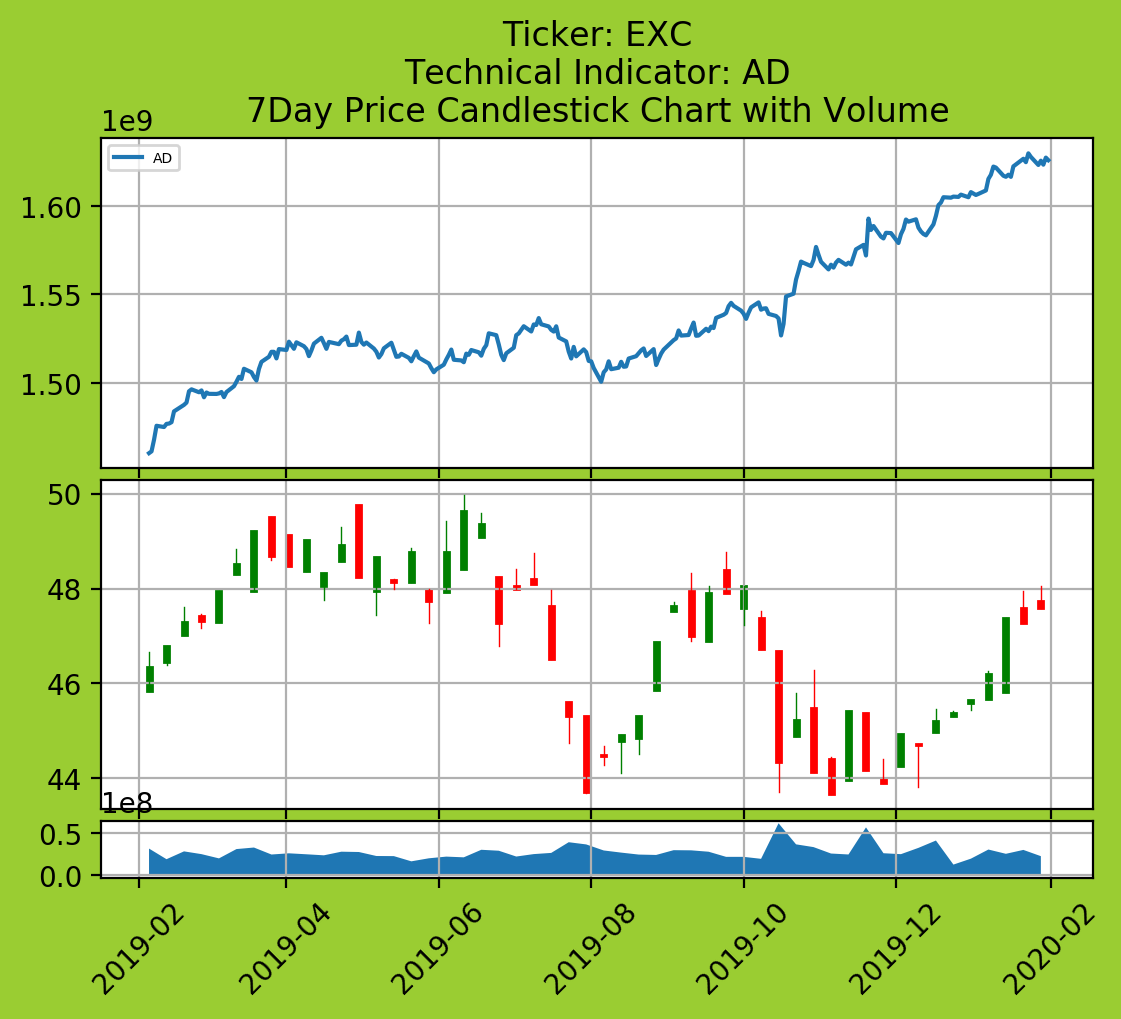 Ticker: EXC
Technical Indicator: AD
7Day Price Candlestick Chart with Volume
1e9
AD
1.60
1.55
1.50
50
48
46
44
1e8
0.5
0.0
2019-02
2019-04
2019-06
2019-08
2019-10
2019-12
2020-02